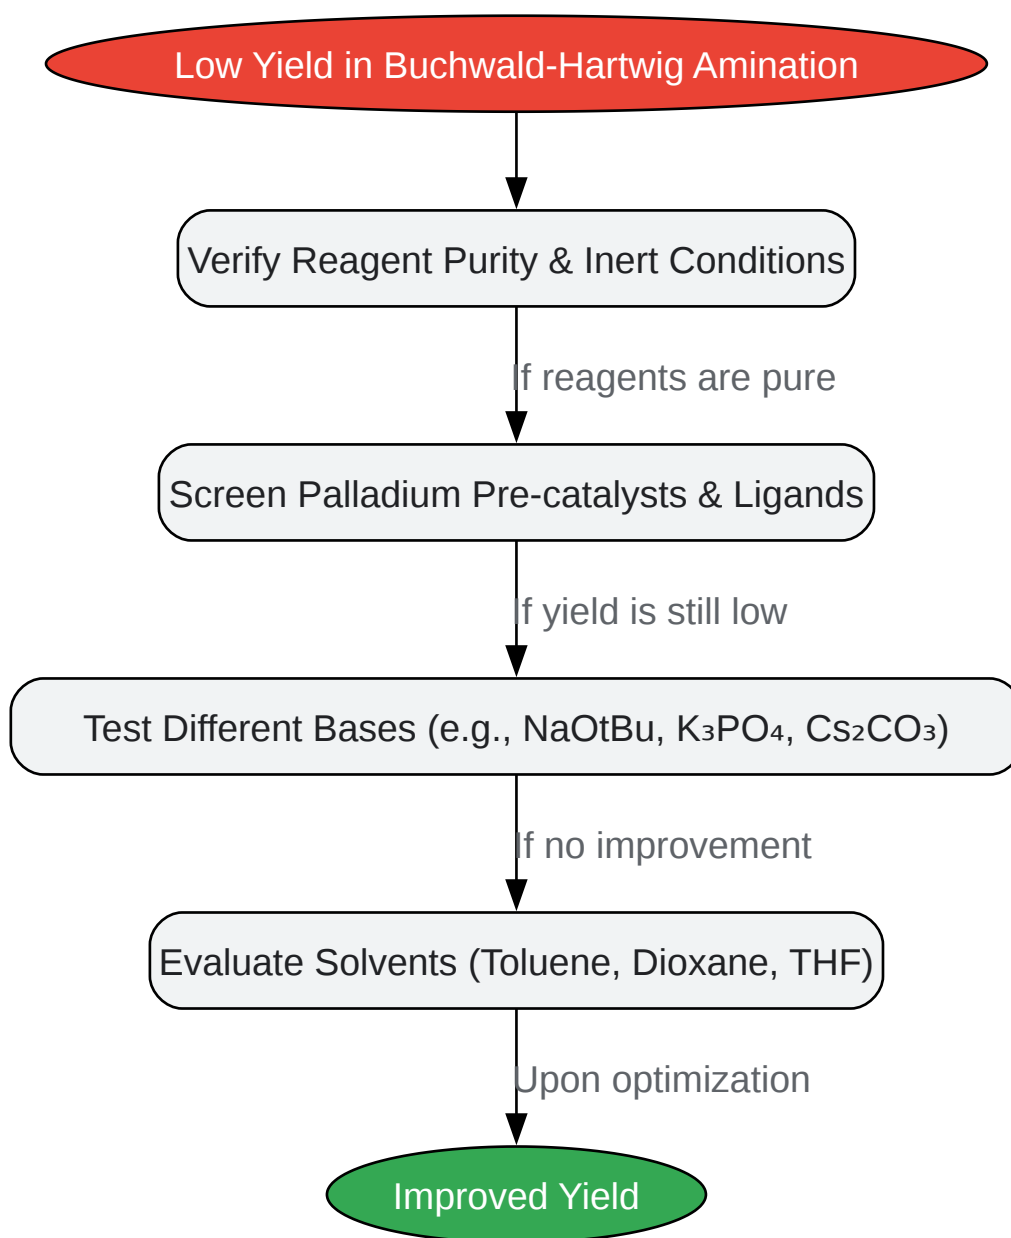 Low Yield in Buchwald-Hartwig Amination
Verify Reagent Purity & Inert Conditions
If reagents are pure
Screen Palladium Pre-catalysts & Ligands
If yield is still low
Test Different Bases (e.g., NaOtBu, K₃PO₄, Cs₂CO₃)
If no improvement
Evaluate Solvents (Toluene, Dioxane, THF)
Upon optimization
Improved Yield